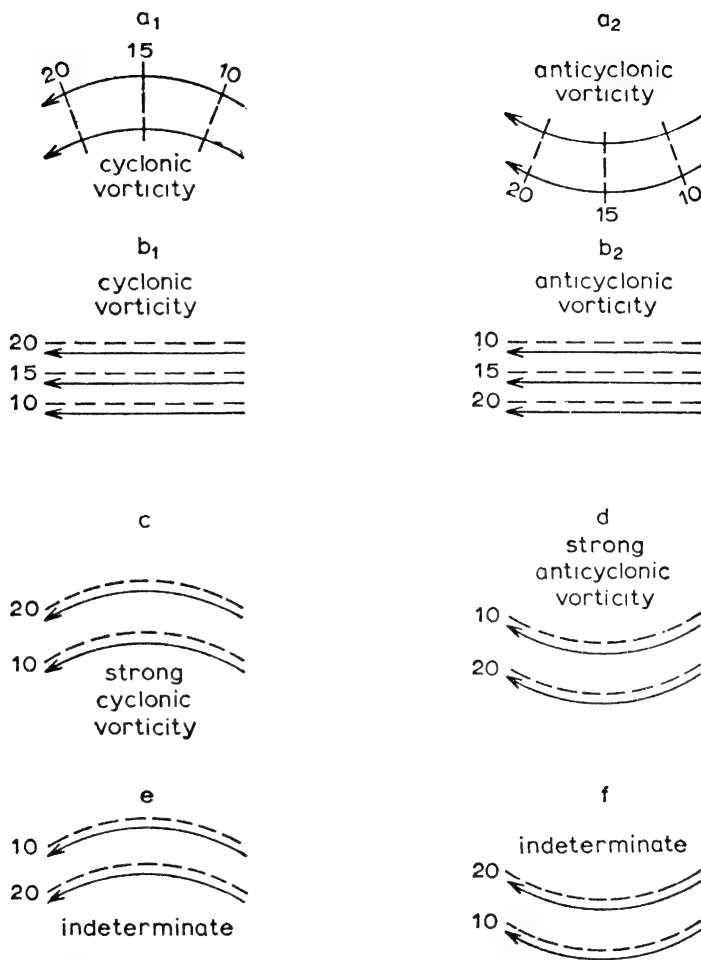 a1
15
20
10
cyclonic
vorticity
a2
anticyclonic
vorticity
20
15
10
b1
cyclonic
vorticity
20
15
10
b2
anticyclonic
vorticity
10
15
20
c
20
10
strong
cyclonic
vorticity
d
strong
anticyclonic
vorticity
10
20
e
10
20
indeterminate
f
indeterminate
20
10